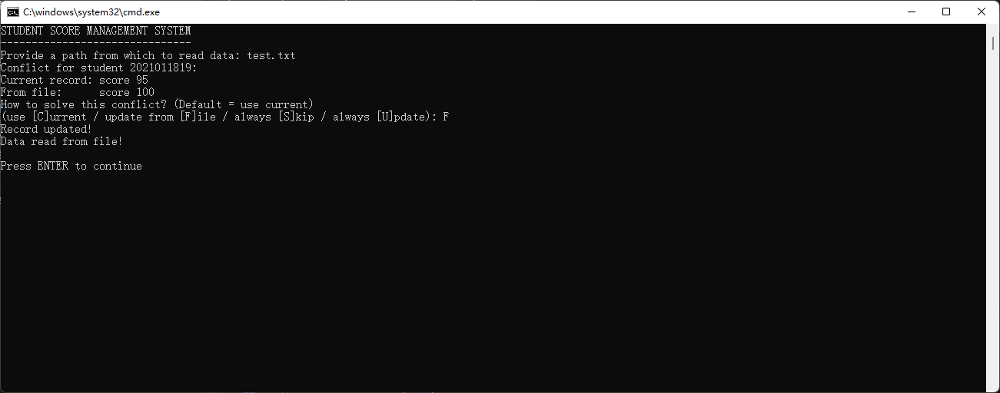 C:\windows\system32\cmd.exe
STUDENT SCORE MANAGEMENT SYSTEM
-------------------------------
Provide a path from which to read data: test.txt
Conflict for student 2021011819:
Current record: score 95
From file:      score 100
How to solve this conflict? (Default = use current)
(use [C]urrent / update from [F]ile / always [S]kip / always [U]pdate): F
Record updated!
Data read from file!
Press ENTER to continue